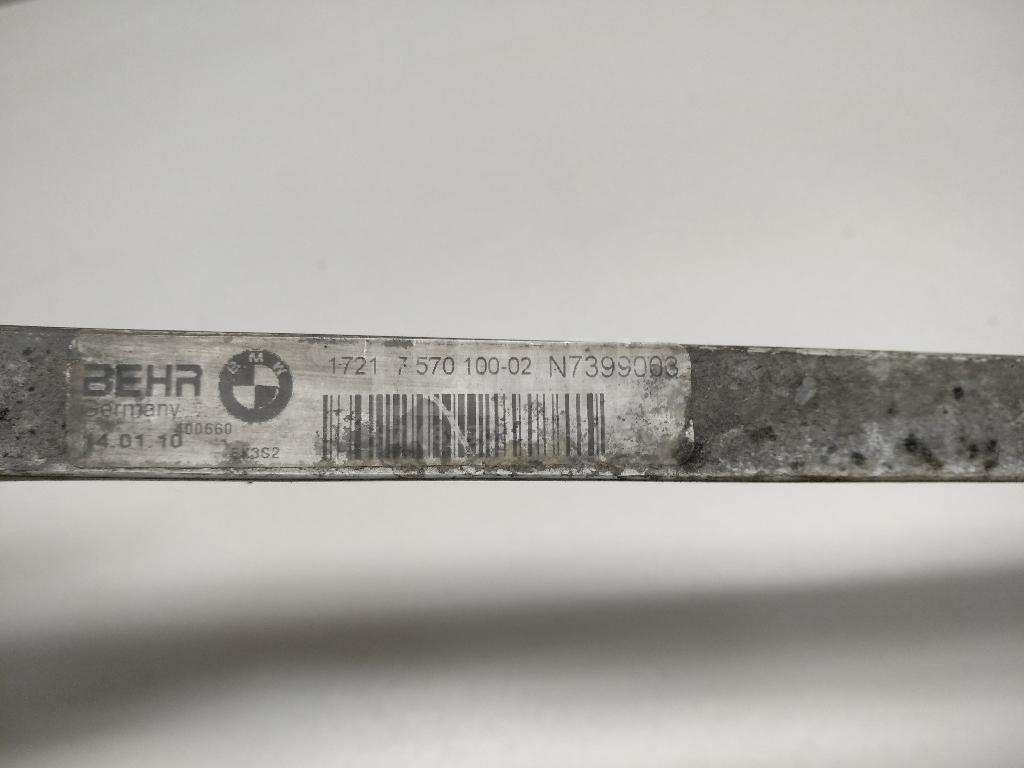 BEHR
Germany
400660
14.01.10
BMW
1721 7 570 100-02 N7399003